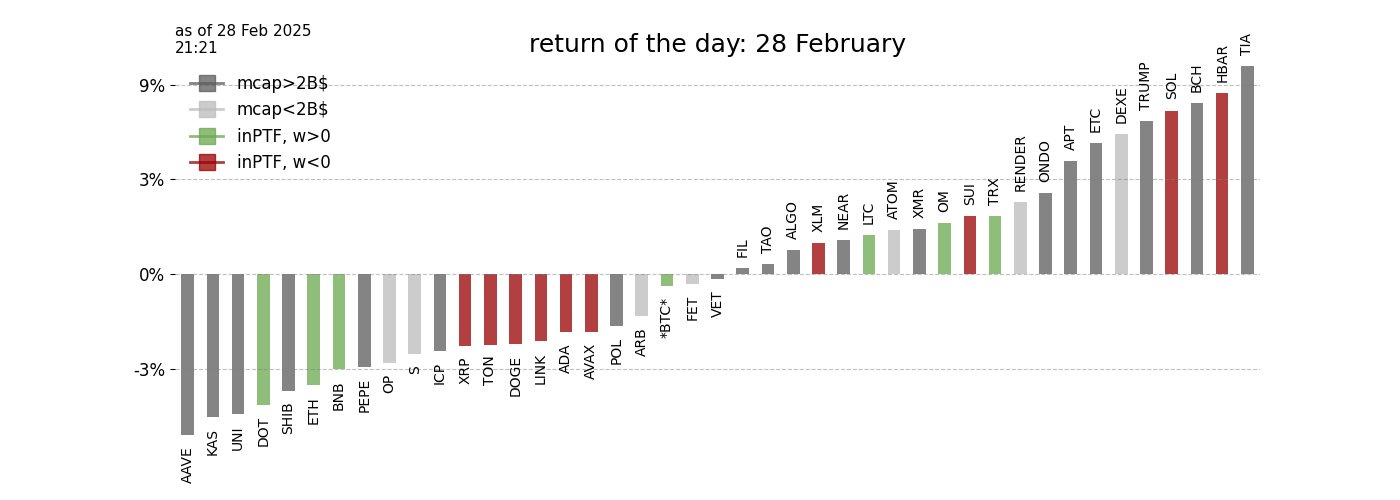 as of 28 Feb 2025
21:21
return of the day: 28 February
mcap>2B$
mcap<2B$
inPTF, w>0
inPTF, w<0
9%
3%
0%
-3%
AAVE
KAS
UNI
DOT
SHIB
ETH
BNB
PEPE
OP
S
ICP
XRP
TON
DOGE
LINK
ADA
AVAX
POL
ARB
*BTC*
FET
VET
FIL
TAO
ALGO
XLM
NEAR
LTC
ATOM
XMR
OM
SUI
TRX
RENDER
ONDO
APT
ETC
DEXE
TRUMP
SOL
BCH
HBAR
TIA